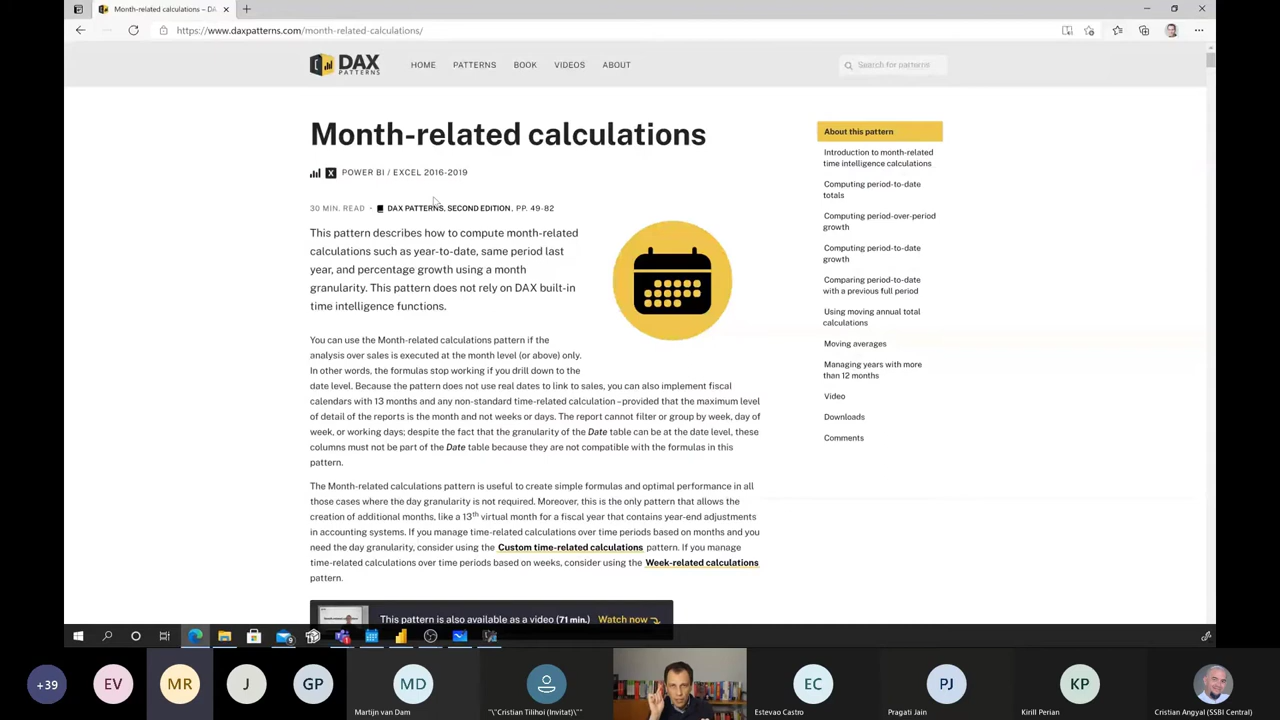 Month-related calculations – DA
https://www.daxpatterns.com/month-related-calculations/
DAX
PATTERNS
HOME
PATTERNS
BOOK
VIDEOS
ABOUT
Search for patterns
Month-related calculations
POWER BI / EXCEL 2016-2019
30 MIN. READ • DAX PATTERNS, SECOND EDITION, PP. 49-82
This pattern describes how to compute month-related
calculations such as year-to-date, same period last
year, and percentage growth using a month
granularity. This pattern does not rely on DAX built-in
time intelligence functions.
You can use the Month-related calculations pattern if the
analysis over sales is executed at the month level (or above) only.
In other words, the formulas stop working if you drill down to the
date level. Because the pattern does not use real dates to link to sales, you can also implement fiscal
calendars with 13 months and any non-standard time-related calculation – provided that the maximum level
of detail of the reports is the month and not weeks or days. The report cannot filter or group by week, day of
week, or working days; despite the fact that the granularity of the Date table can be at the date level, these
columns must not be part of the Date table because they are not compatible with the formulas in this
pattern.
The Month-related calculations pattern is useful to create simple formulas and optimal performance in all
those cases where the day granularity is not required. Moreover, this is the only pattern that allows the
creation of additional months, like a 13th virtual month for a fiscal year that contains year-end adjustments
in accounting systems. If you manage time-related calculations over time periods based on months and you
need the day granularity, consider using the Custom time-related calculations pattern. If you manage
time-related calculations over time periods based on weeks, consider using the Week-related calculations
pattern.
This pattern is also available as a video (71 min.) Watch now
About this pattern
Introduction to month-related
time intelligence calculations
Computing period-to-date
totals
Computing period-over-period
growth
Computing period-to-date
growth
Comparing period-to-date
with a previous full period
Using moving annual total
calculations
Moving averages
Managing years with more
than 12 months
Video
Downloads
Comments
+39
EV
MR
J
GP
MD
Martijn van Dam
"\"Cristian Tilihoi (Invitat)\""
EC
Estevao Castro
PJ
Pragati Jain
KP
Kirill Perian
Cristian Angyal (SSBI Central)